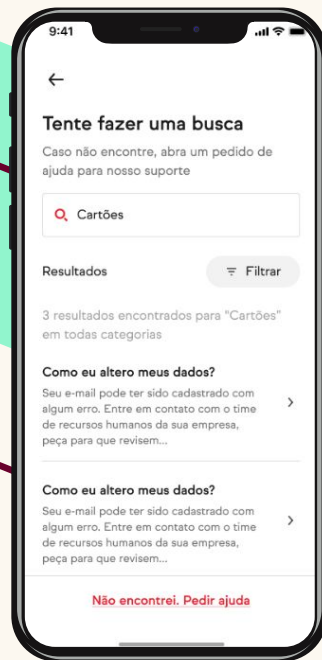 9:41
Tente fazer uma busca
Caso não encontre, abra um pedido de
ajuda para nosso suporte
Cartões
Resultados
Filtrar
3 resultados encontrados para "Cartões"
em todas categorias
Como eu altero meus dados?
Seu e-mail pode ter sido cadastrado com
algum erro. Entre em contato com o time
de recursos humanos da sua empresa,
peça para que revisem...
Como eu altero meus dados?
Seu e-mail pode ter sido cadastrado com
algum erro. Entre em contato com o time
de recursos humanos da sua empresa,
peça para que revisem...
Não encontrei. Pedir ajuda